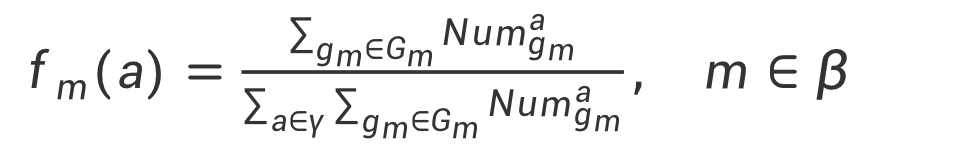 f_m(a) = \frac{\sum_{g_m \in G_m} Num_{g_m}^{a}}{\sum_{a \in \gamma} \sum_{g_m \in G_m} Num_{g_m}^{a}}, \quad m \in \beta